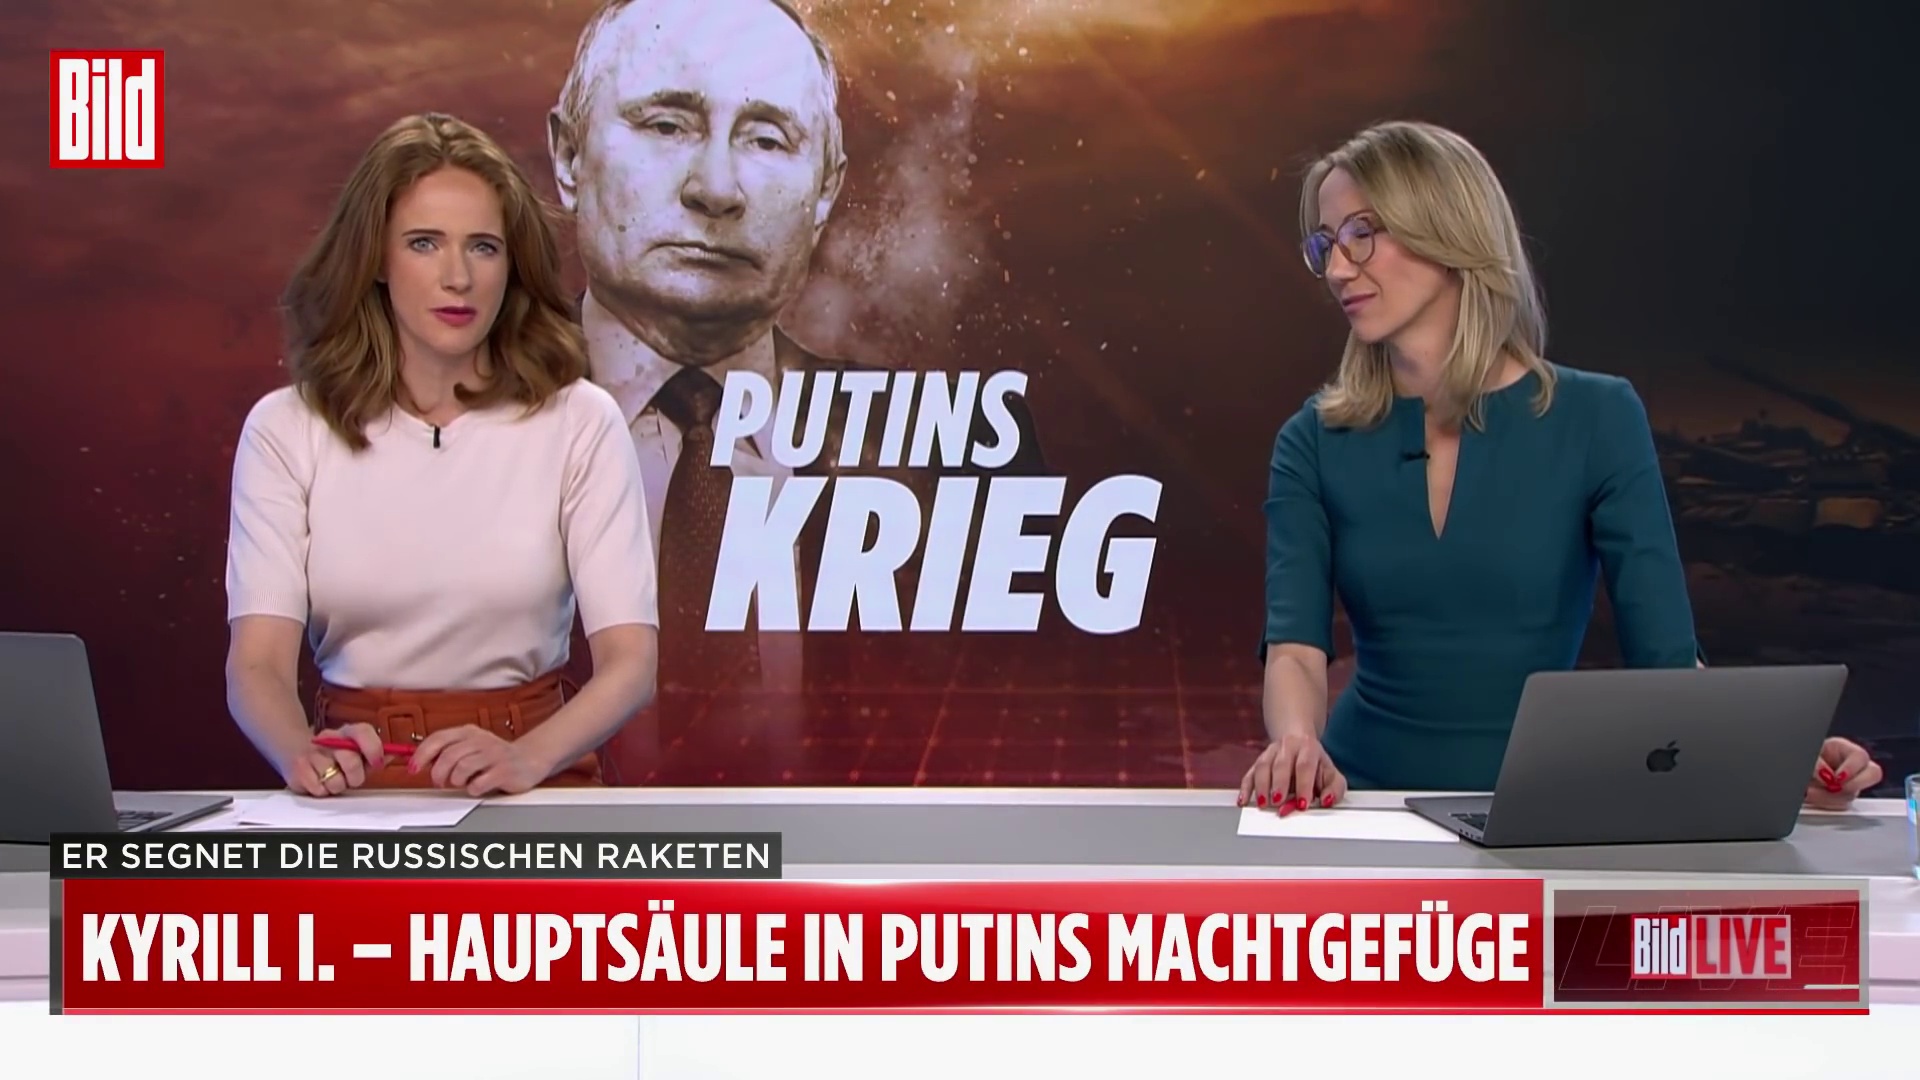 Bild
PUTINS
KRIEG
ER SEGNET DIE RUSSISCHEN RAKETEN
KYRILL I. – HAUPTSÄULE IN PUTINS MACHTGEFÜGE
Bild LIVE